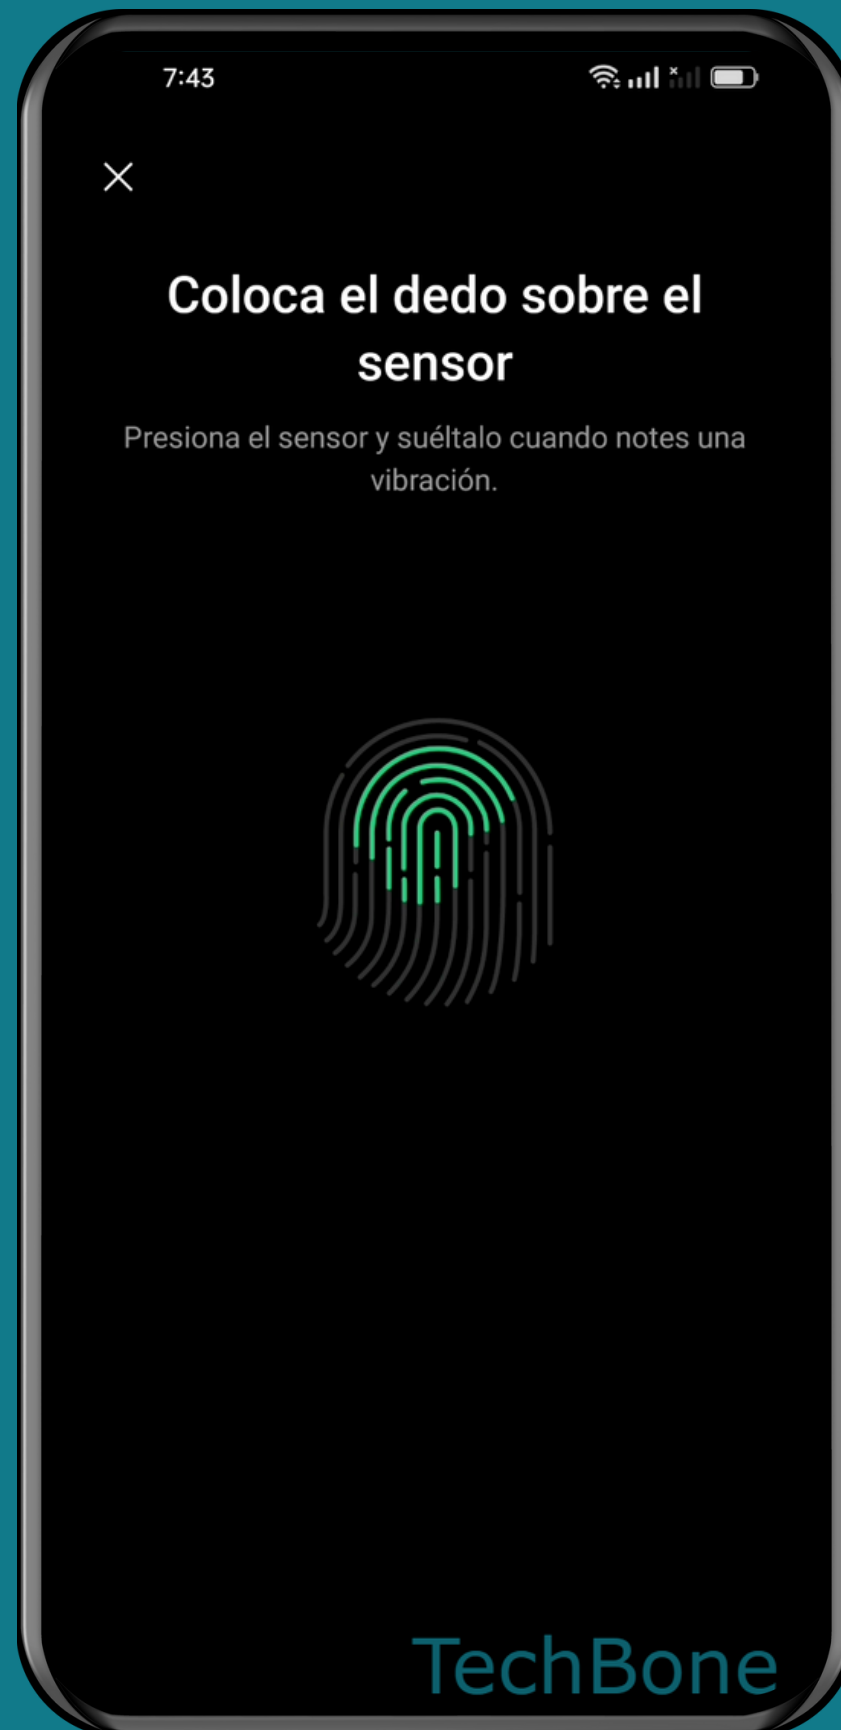 7:43
Coloca el dedo sobre el
sensor
Presiona el sensor y suéltalo cuando notes una
vibración.
TechBone